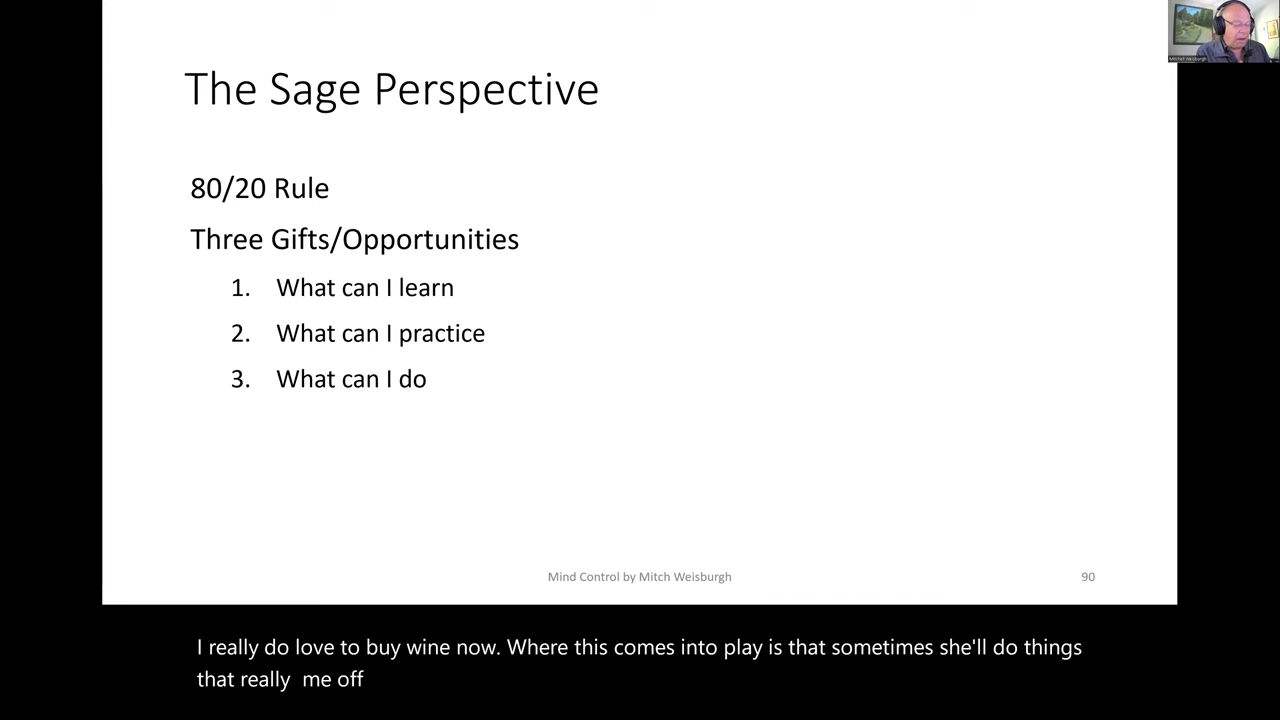 The Sage Perspective
80/20 Rule
Three Gifts/Opportunities
1. What can I learn
2. What can I practice
3. What can I do
Mind Control by Mitch Weisburgh
90
Mitchell Weisburgh
I really do love to buy wine now. Where this comes into play is that sometimes she'll do things
that really  me off